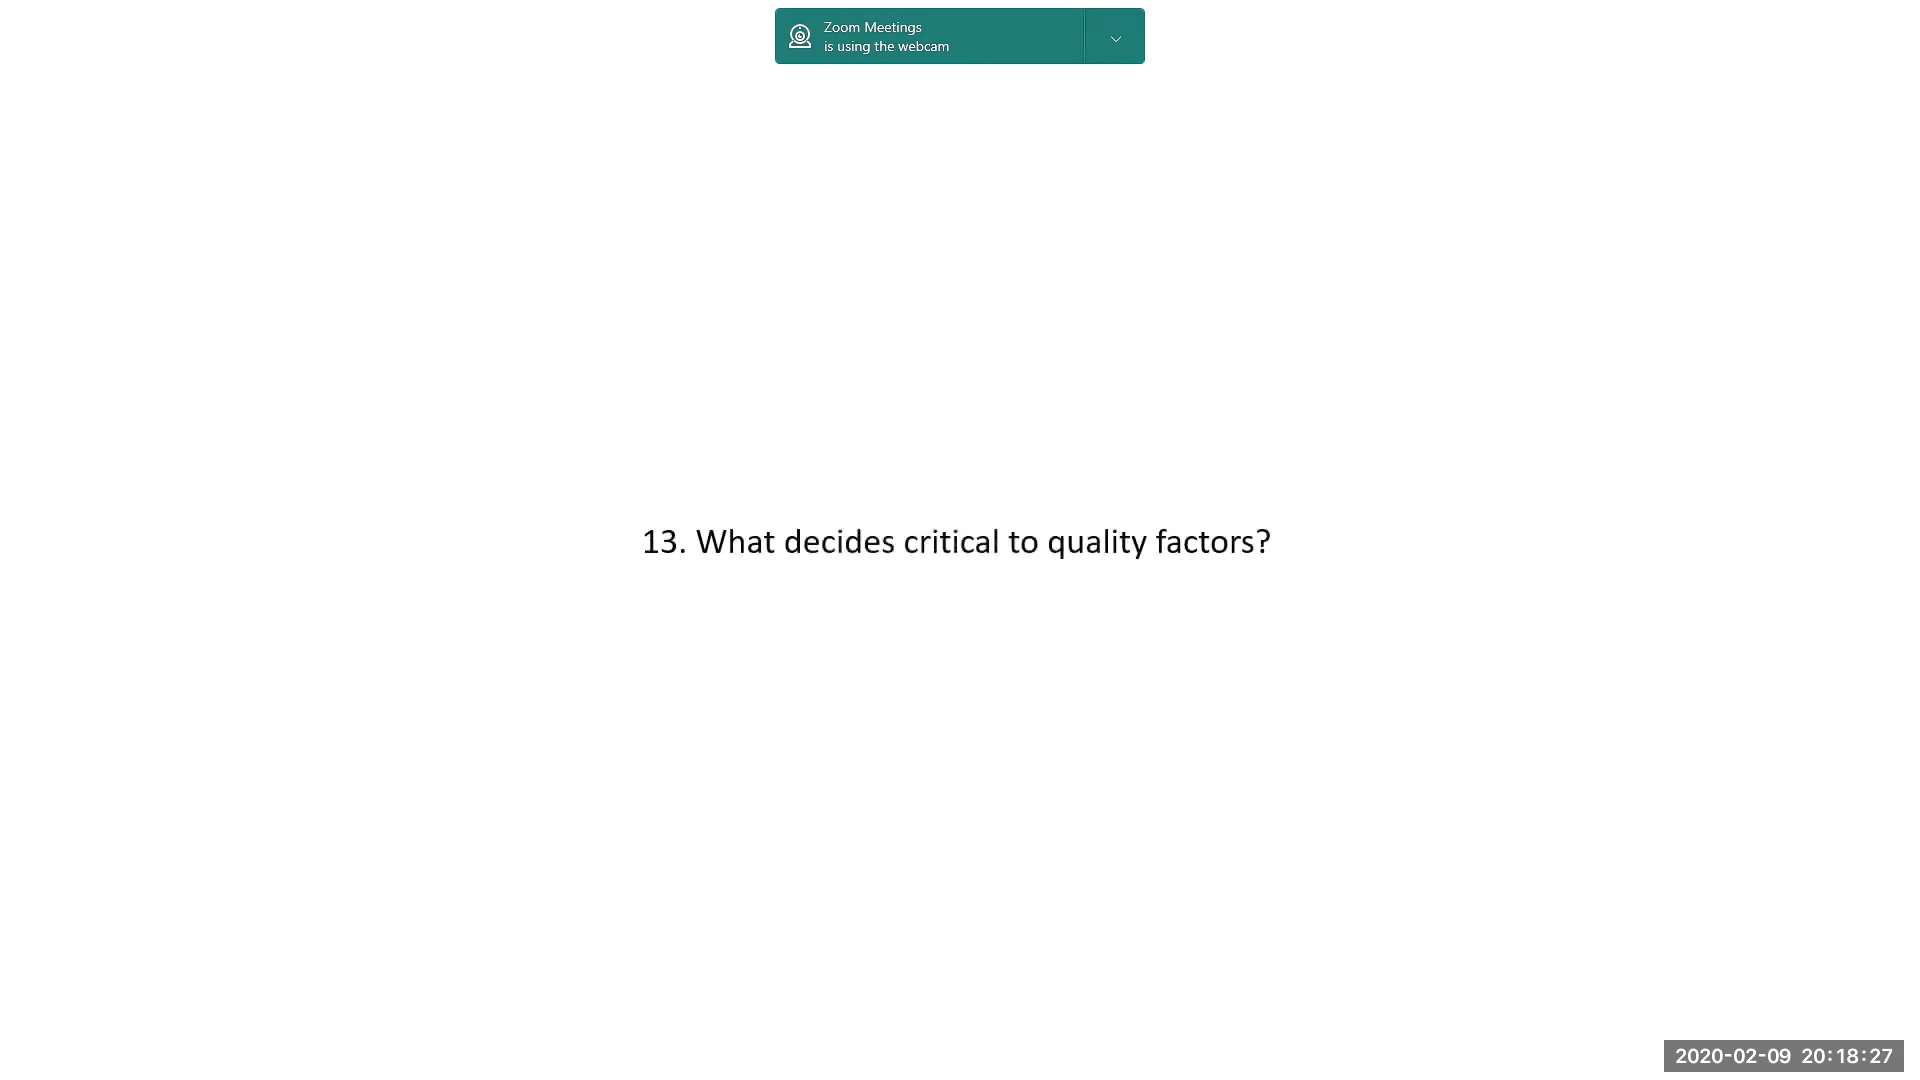 Zoom Meetings
is using the webcam
13. What decides critical to quality factors?
2020-02-09 20:18:27